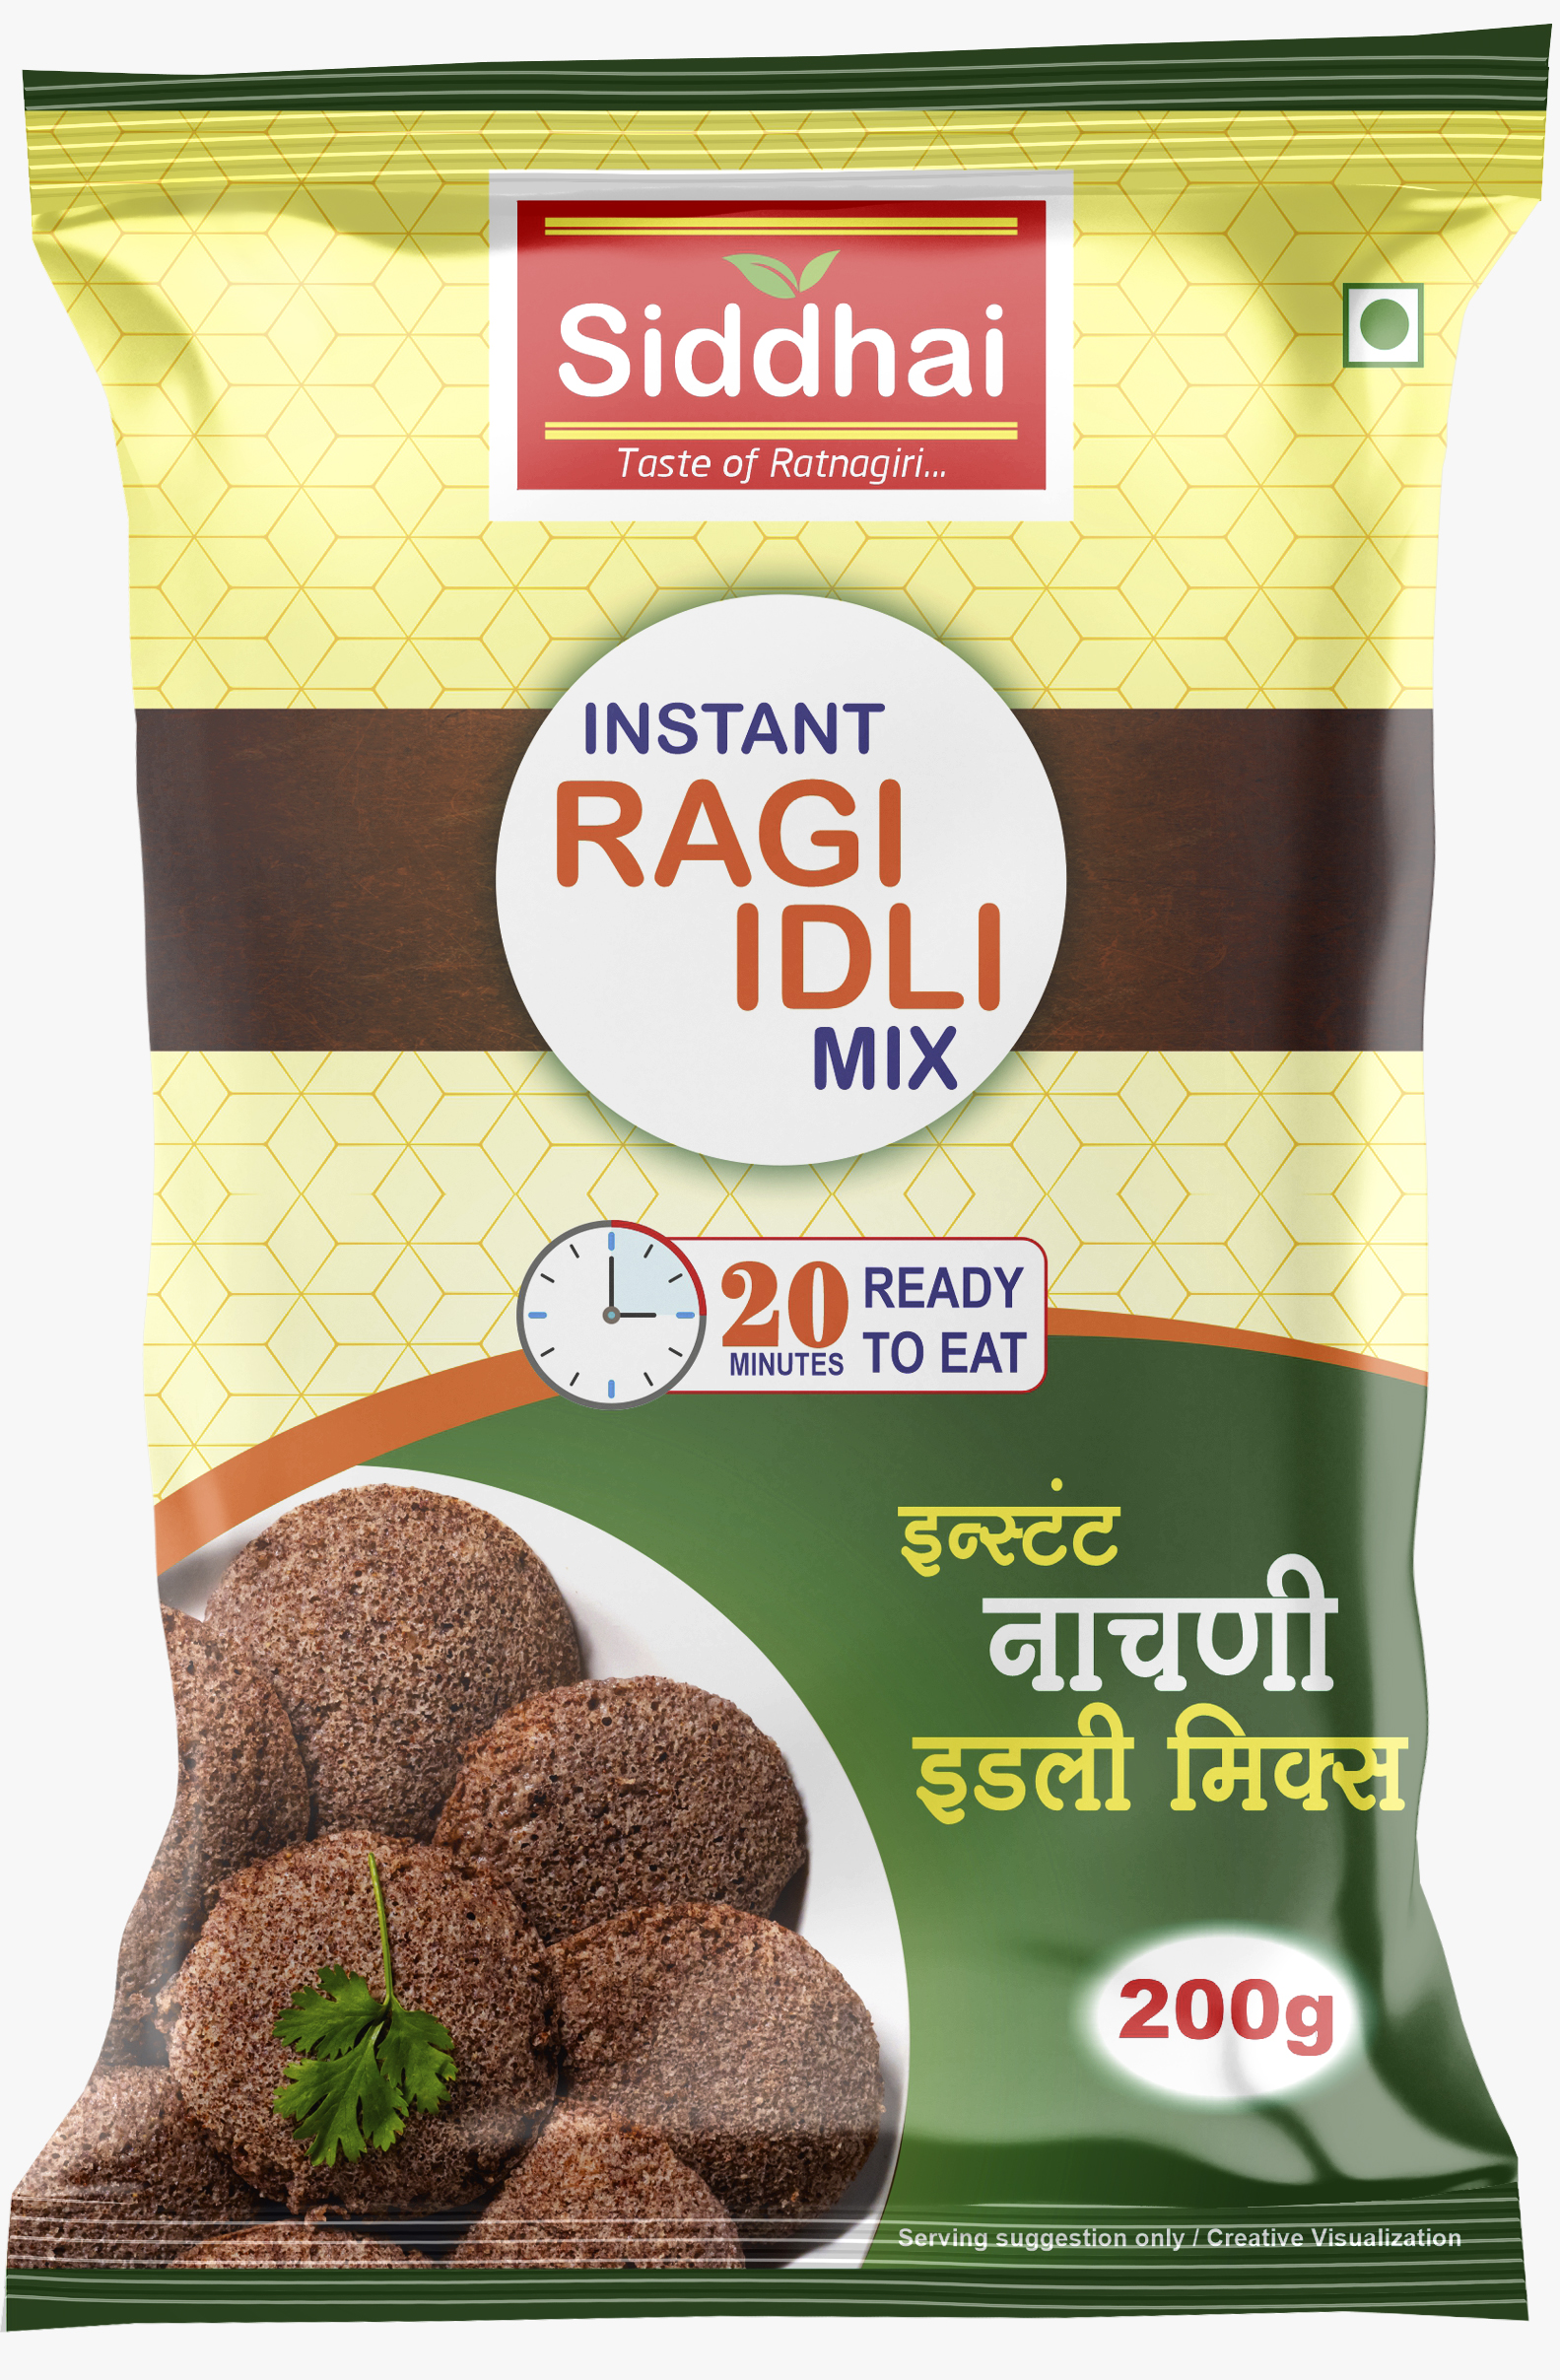 Siddhai
Taste of Ratnagiri...
INSTANT
RAGI
IDLI
MIX
20
MINUTES
READY
TO EAT
इन्स्टंट
नाचणी
इडली मिक्स
200g
Serving suggestion only / Creative Visualization